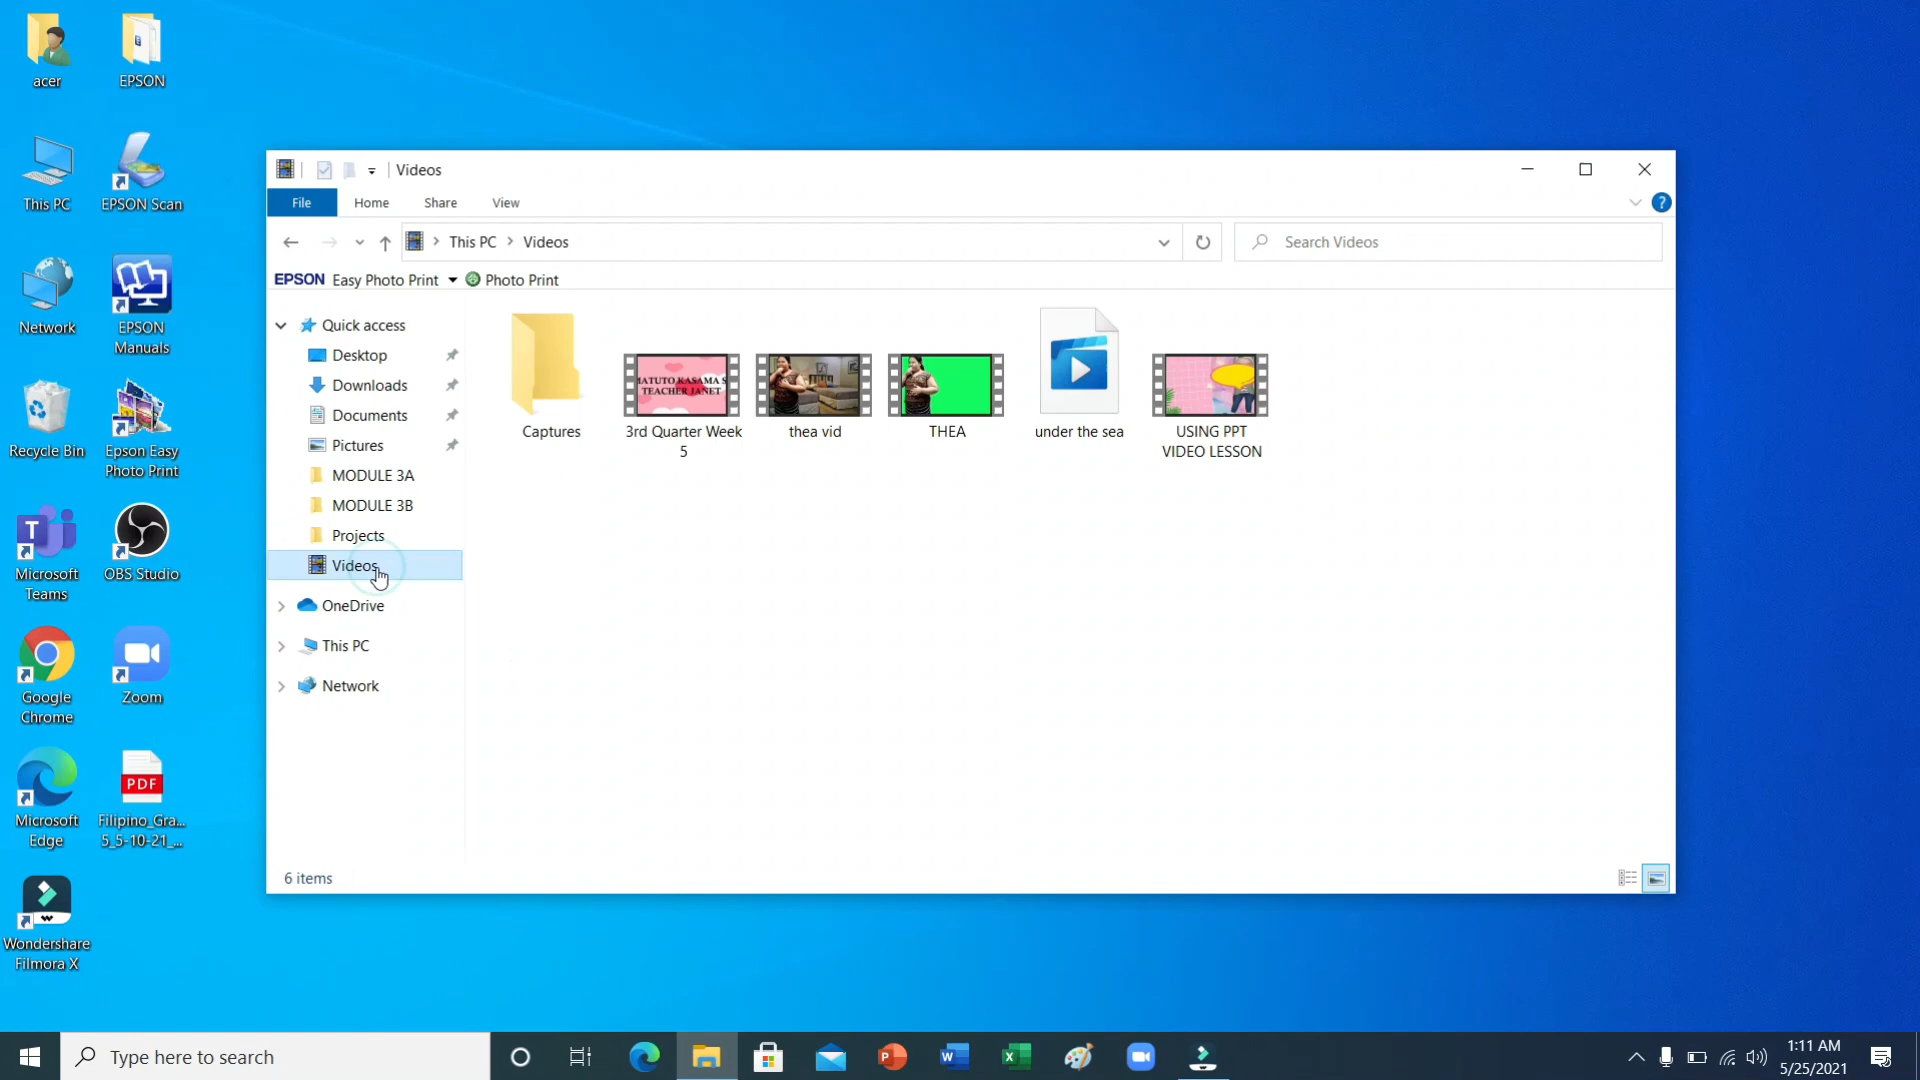 acer
EPSON
This PC
EPSON Scan
Network
EPSON
Manuals
Recycle Bin
Epson Easy
Photo Print
Microsoft
Teams
OBS Studio
Google
Chrome
Zoom
Microsoft
Edge
PDF
Filipino_Gra...
5_5-10-21_...
Wondershare
Filmora X
Videos
File
Home
Share
View
?
This PC
Videos
Search Videos
EPSON Easy Photo Print
Photo Print
Quick access
Desktop
Downloads
Documents
Pictures
MODULE 3A
MODULE 3B
Projects
Videos
OneDrive
This PC
Network
Captures
MATUTO KASAMA S
TEACHER JANET
3rd Quarter Week
5
thea vid
THEA
under the sea
USING PPT
VIDEO LESSON
6 items
Type here to search
1:11 AM
5/25/2021